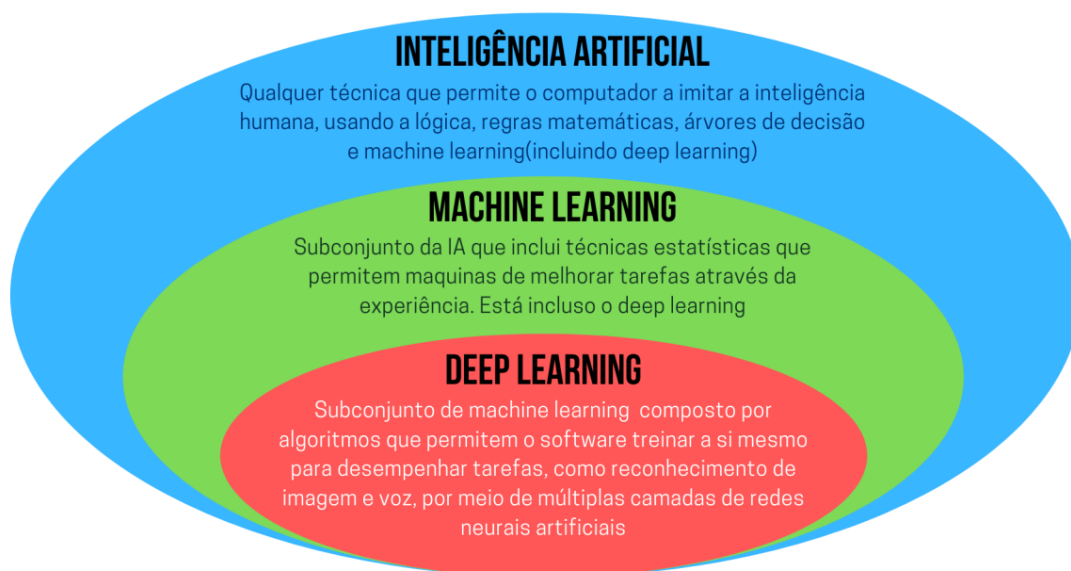 INTELIGÊNCIA ARTIFICIAL
Qualquer técnica que permite o computador a imitar a inteligência
humana, usando a lógica, regras matemáticas, árvores de decisão
e machine learning(incluindo deep learning)
MACHINE LEARNING
Subconjunto da IA que inclui técnicas estatísticas que
permitem maquinas de melhorar tarefas através da
experiência. Está incluso o deep learning
DEEP LEARNING
Subconjunto de machine learning composto por
algoritmos que permitem o software treinar a si mesmo
para desempenhar tarefas, como reconhecimento de
imagem e voz, por meio de múltiplas camadas de redes
neurais artificiais